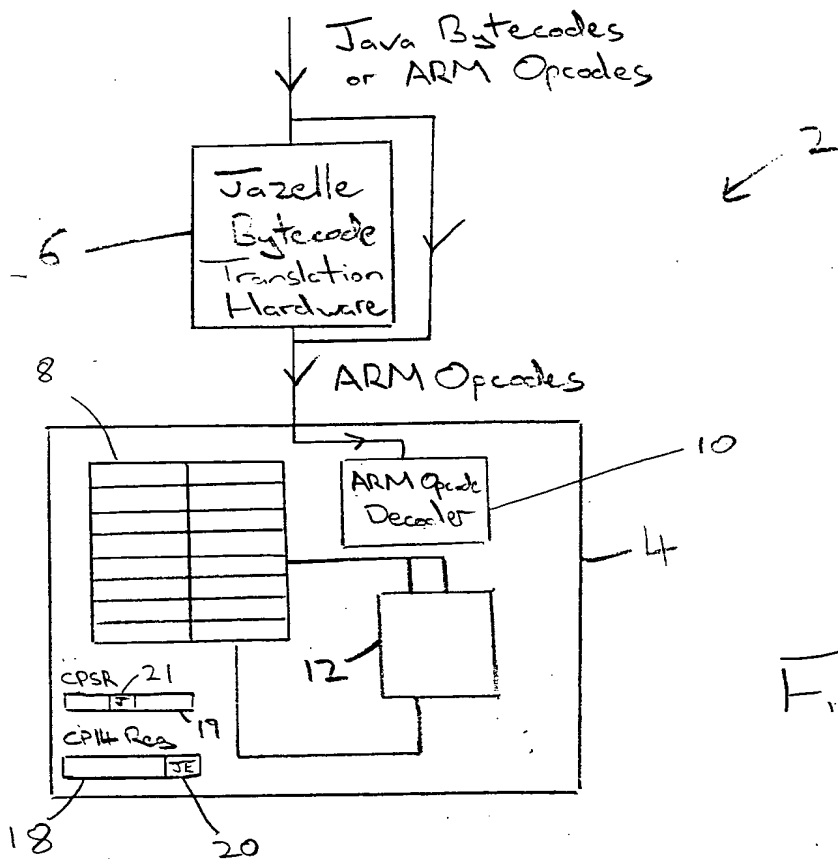 Java Bytecodes
or ARM Opcodes
2
Jazelle
Bytecode
Translation
Hardware
6
ARM Opcodes
8
ARM Opcode
Decoder
10
4
12
CPSR
21
J
19
CP14 Reg
JE
18
20